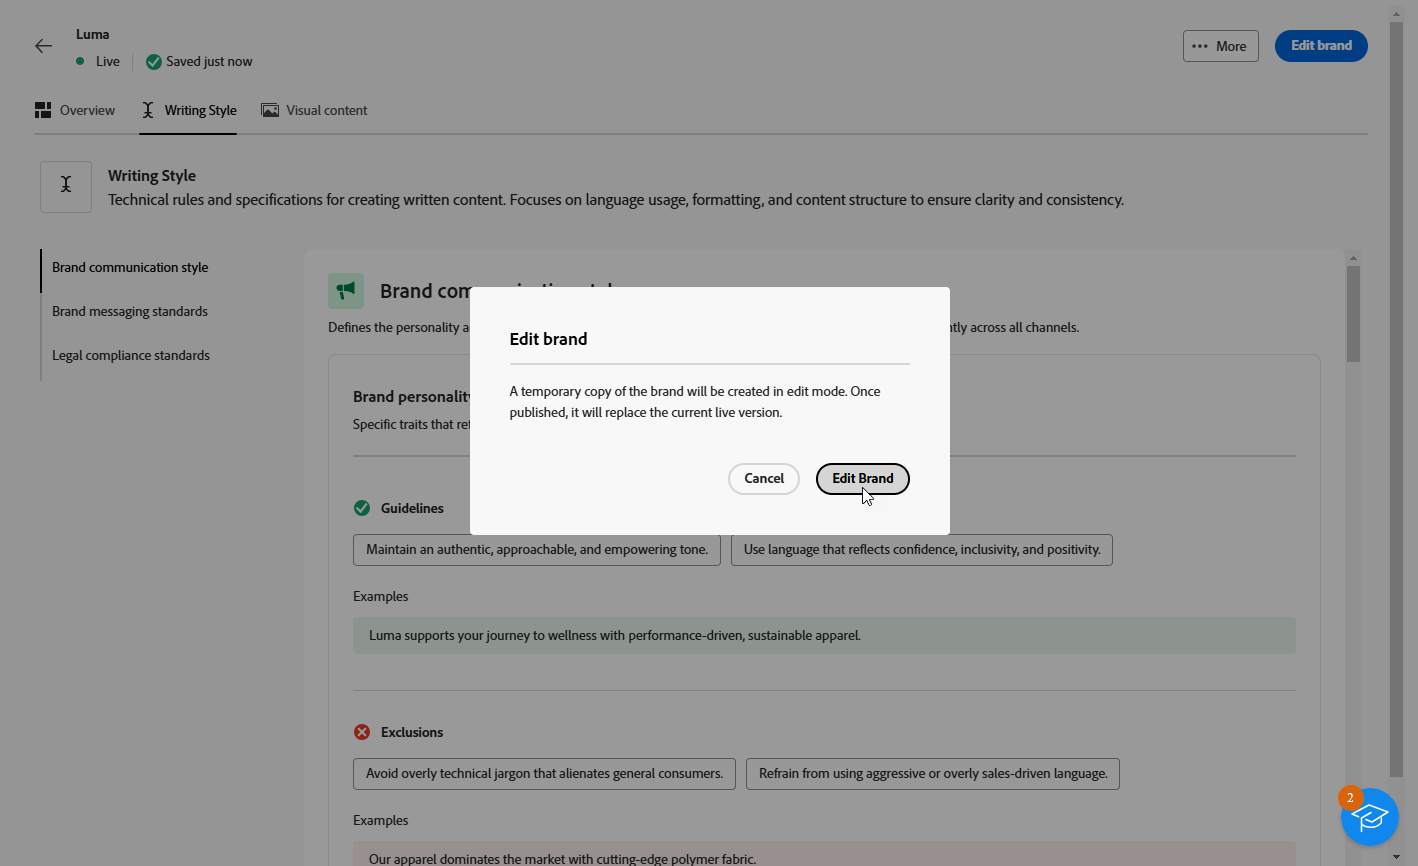 Luma
Live
Saved just now
More
Edit brand
Overview
Writing Style
Visual content
Writing Style
Technical rules and specifications for creating written content. Focuses on language usage, formatting, and content structure to ensure clarity and consistency.
Brand communication style
Brand messaging standards
Legal compliance standards
Brand
Defines the personality
across all channels.
Edit brand
A temporary copy of the brand will be created in edit mode. Once
published, it will replace the current live version.
Cancel
Edit Brand
Brand personality
Specific traits that
Guidelines
Maintain an authentic, approachable, and empowering tone.
Use language that reflects confidence, inclusivity, and positivity.
Examples
Luma supports your journey to wellness with performance-driven, sustainable apparel.
Exclusions
Avoid overly technical jargon that alienates general consumers.
Refrain from using aggressive or overly sales-driven language.
Examples
Our apparel dominates the market with cutting-edge polymer fabric.
2